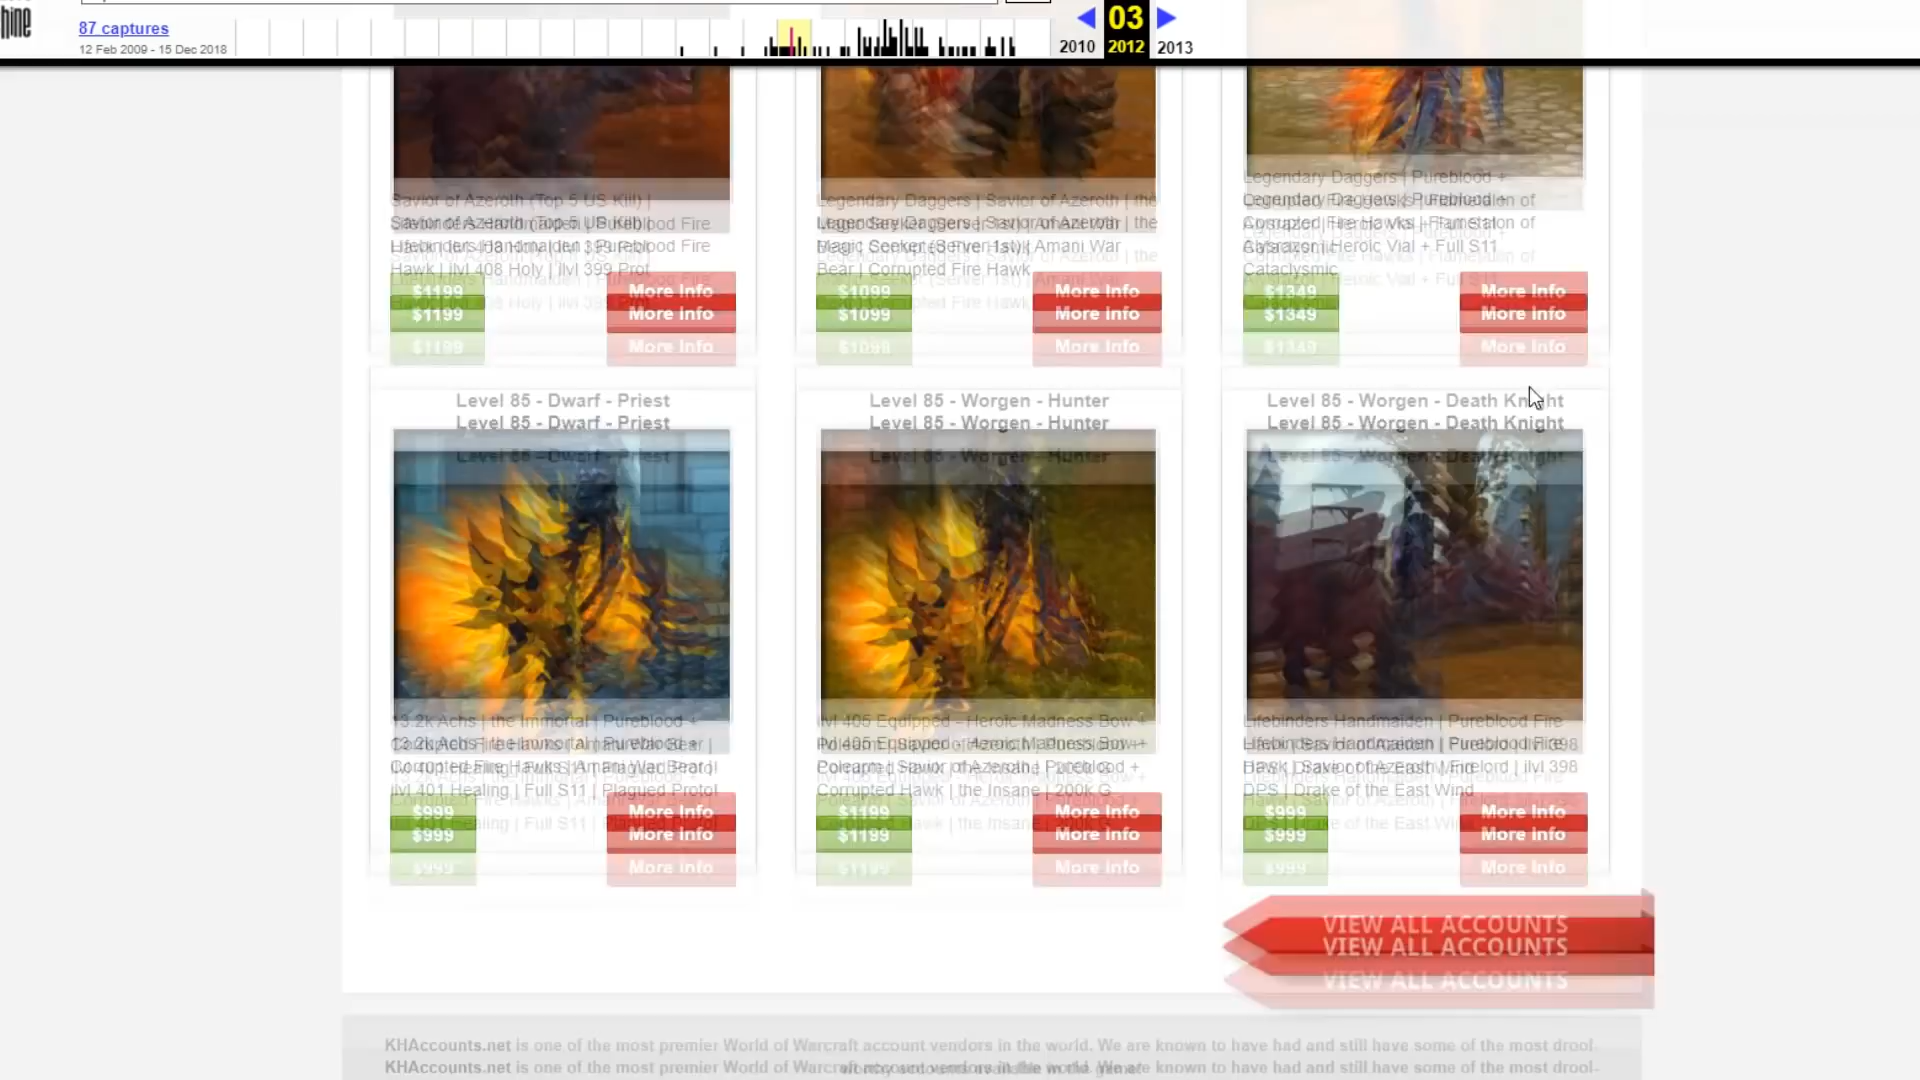 hine
87 captures
12 Feb 2009 - 15 Dec 2018
03
2010 2012 2013
Savior of Azeroth (Top 5 US Kill) |
Lifebinders Handmaiden | Pureblood Fire
Hawk | ilvl 408 Holy | ilvl 399 Prot
$1199
More Info
Legendary Daggers | Savior of Azeroth | the
Magic Seeker (Server 1st) | Amani War
Bear | Corrupted Fire Hawk
$1099
More Info
Legendary Daggers | Pureblood +
Corrupted Fire Hawks | Flametalon of
Alysrazor | Heroic Vial + Full S11
Cataclysmic
$1349
More Info
Level 85 - Dwarf - Priest
13.2k Achs | the Immortal | Pureblood +
Corrupted Fire Hawks | Amani War Bear |
ilvl 401 Healing | Full S11 | Plagued Proto
$999
More Info
Level 85 - Worgen - Hunter
ilvl 405 Equipped - Heroic Madness Bow +
Polearm | Savior of Azeroth | Pureblood +
Corrupted Hawk | the Insane | 200k G
$1199
More Info
Level 85 - Worgen - Death Knight
Lifebinders Handmaiden | Pureblood Fire
Hawk | Savior of Azeroth | Firelord | ilvl 398
DPS | Drake of the East Wind
$999
More Info
VIEW ALL ACCOUNTS
KHAccounts.net is one of the most premier World of Warcraft account vendors in the world. We are known to have had and still have some of the most drool-